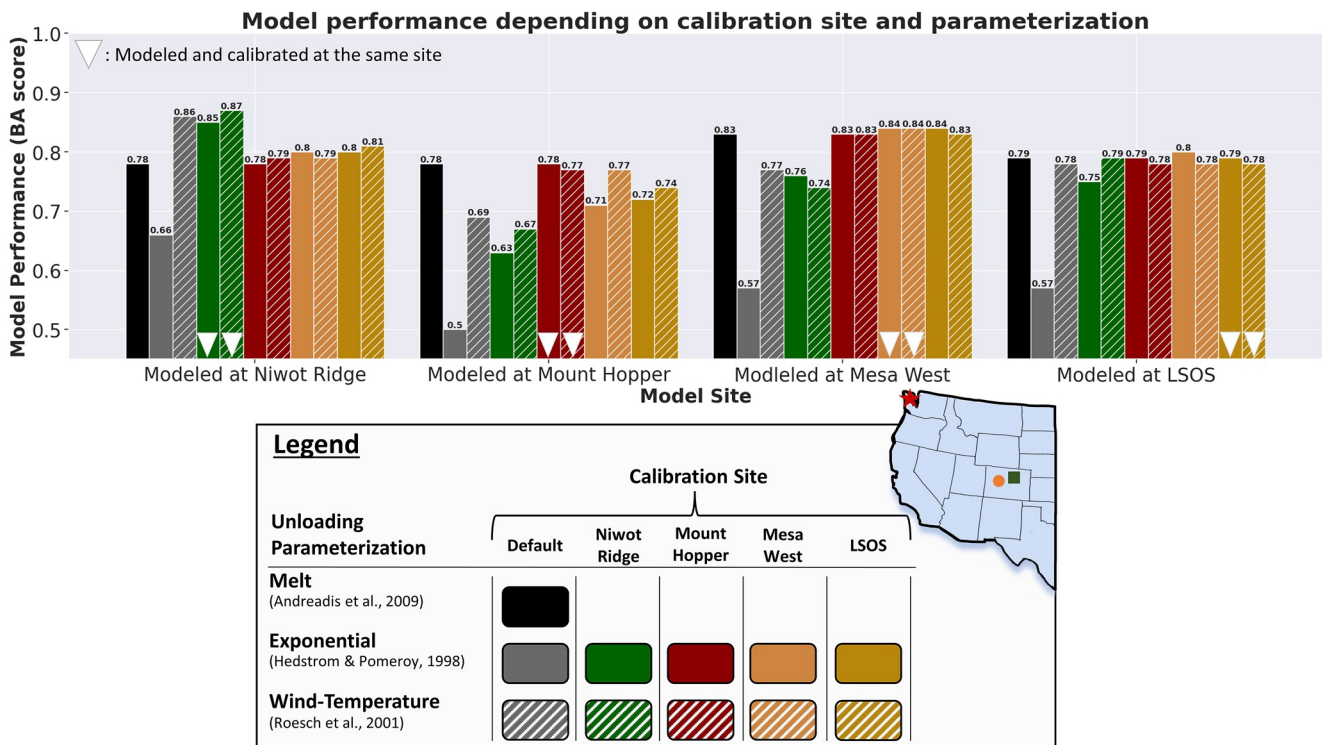 Model performance depending on calibration site and parameterization
Model Performance (BA score)
1.0
0.9
0.8
0.7
0.6
0.5
: Modeled and calibrated at the same site
0.78 0.66 0.86 0.85 0.87 0.78 0.79 0.8 0.79 0.8 0.81
0.78 0.5 0.69 0.63 0.67 0.78 0.77 0.71 0.77 0.72 0.74
0.83 0.57 0.77 0.76 0.74 0.83 0.83 0.84 0.84 0.84 0.83
0.79 0.57 0.78 0.75 0.79 0.79 0.78 0.8 0.78 0.79 0.78
Modeled at Niwot Ridge
Modeled at Mount Hopper
Modleled at Mesa West
Modeled at LSOS
Model Site
Legend
Calibration Site
Unloading
Parameterization
Default
Niwot
Ridge
Mount
Hopper
Mesa
West
LSOS
Melt
(Andreadis et al., 2009)
Exponential
(Hedstrom & Pomeroy, 1998)
Wind-Temperature
(Roesch et al., 2001)